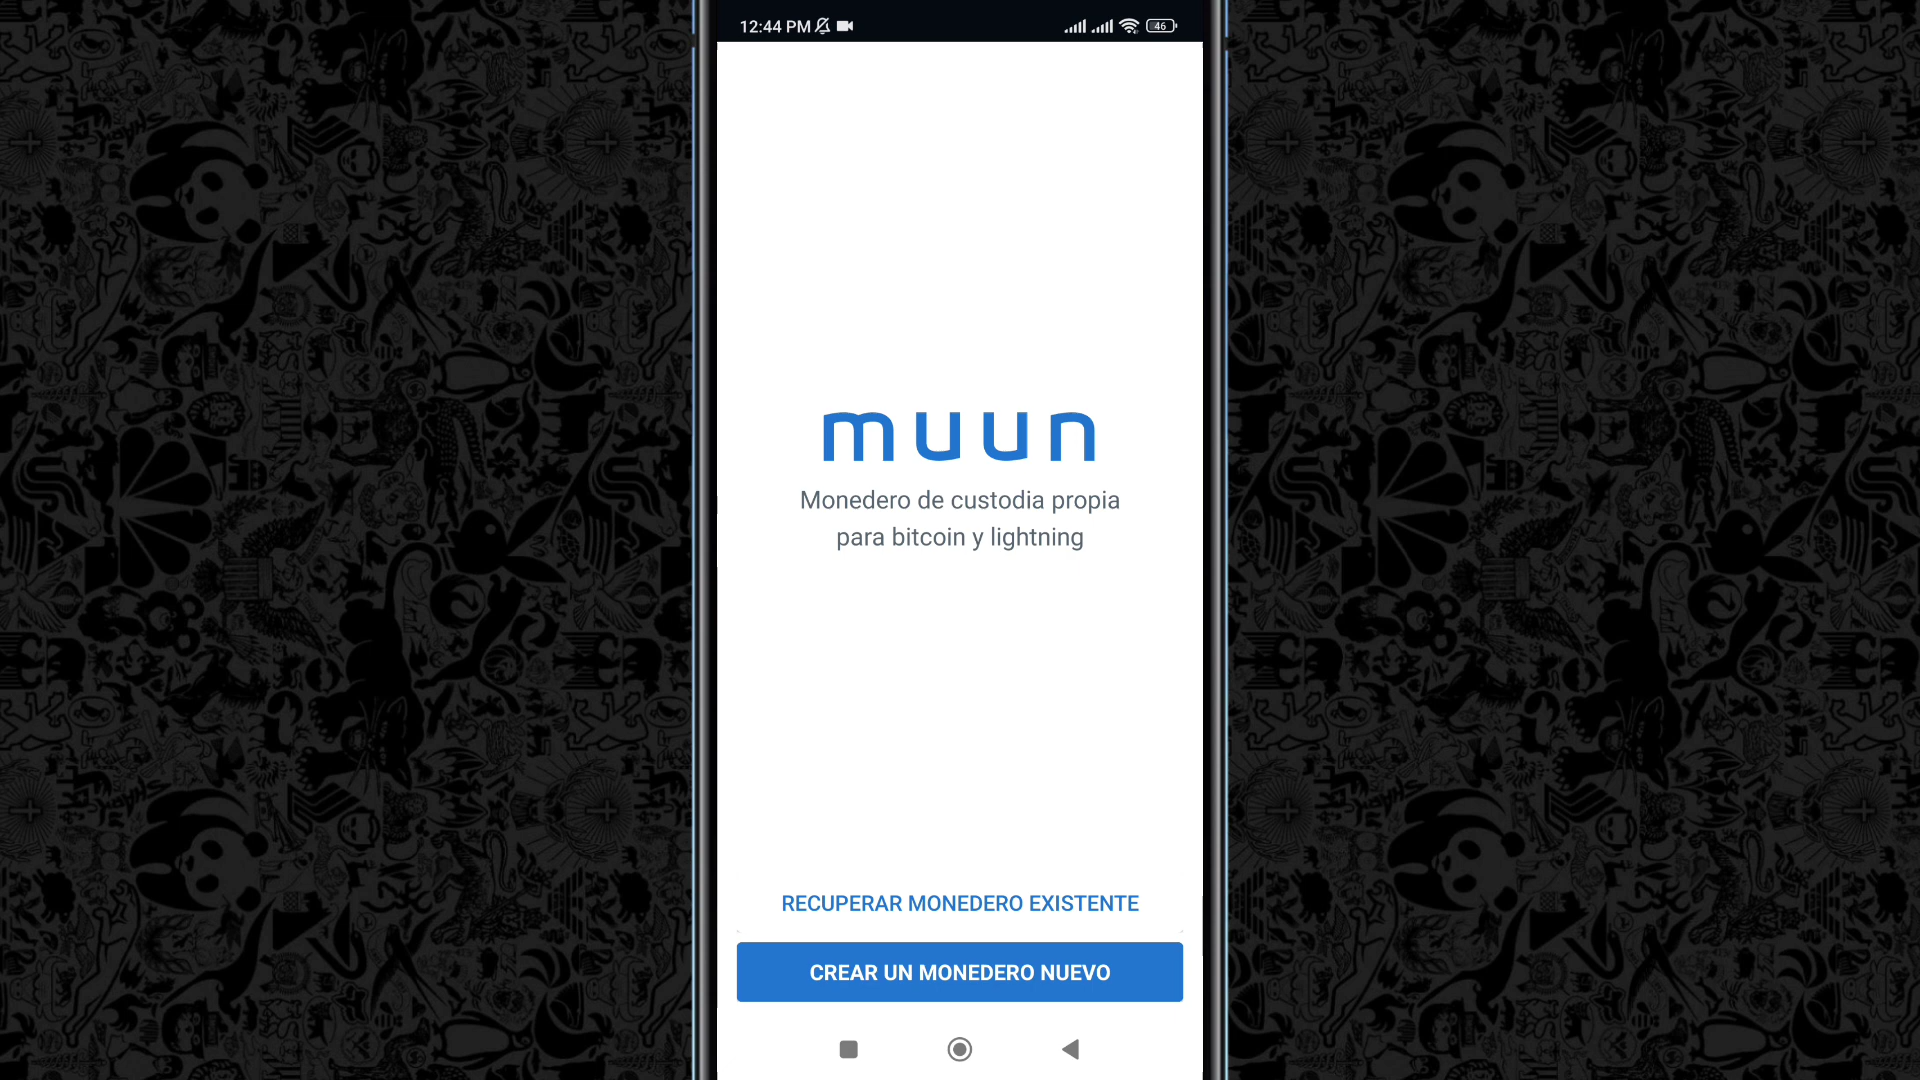 12:44 PM
46
muun
Monedero de custodia propia
para bitcoin y lightning
RECUPERAR MONEDERO EXISTENTE
CREAR UN MONEDERO NUEVO